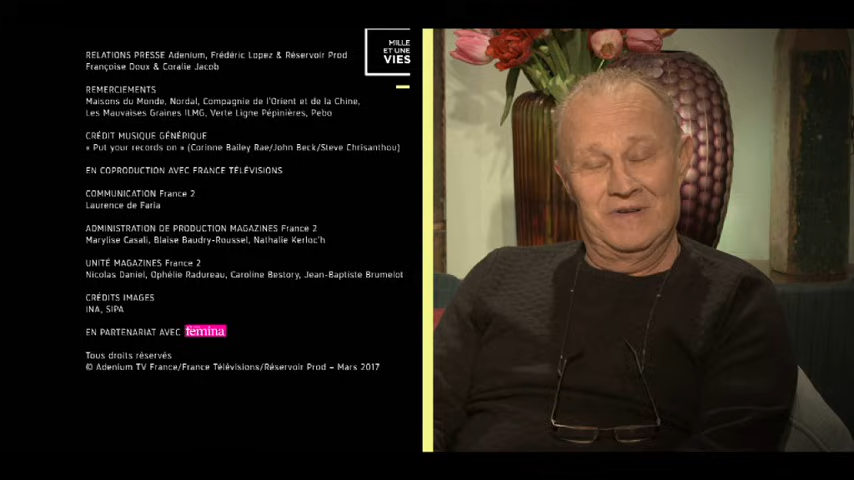 MILLE
ET UNE
VIES
RELATIONS PRESSE Adenium, Frédéric Lopez & Réservoir Prod
Françoise Doux & Coralie Jacob
REMERCIEMENTS
Maisons du Monde, Nordal, Compagnie de l'Orient et de la Chine,
Les Mauvaises Graines ILMG, Verte Ligne Pépinières, Pebo
CRÉDIT MUSIQUE GÉNÉRIQUE
« Put your records on » (Corinne Bailey Rae/John Beck/Steve Chrisanthou)
EN COPRODUCTION AVEC FRANCE TÉLÉVISIONS
COMMUNICATION France 2
Laurence de Faria
ADMINISTRATION DE PRODUCTION MAGAZINES France 2
Marylise Casali, Blaise Baudry-Roussel, Nathalie Kerloc'h
UNITÉ MAGAZINES France 2
Nicolas Daniel, Ophélie Radureau, Caroline Bestory, Jean-Baptiste Brumelot
CRÉDITS IMAGES
INA, SIPA
EN PARTENARIAT AVEC femina
Tous droits réservés
© Adenium TV France/France Télévisions/Réservoir Prod – Mars 2017